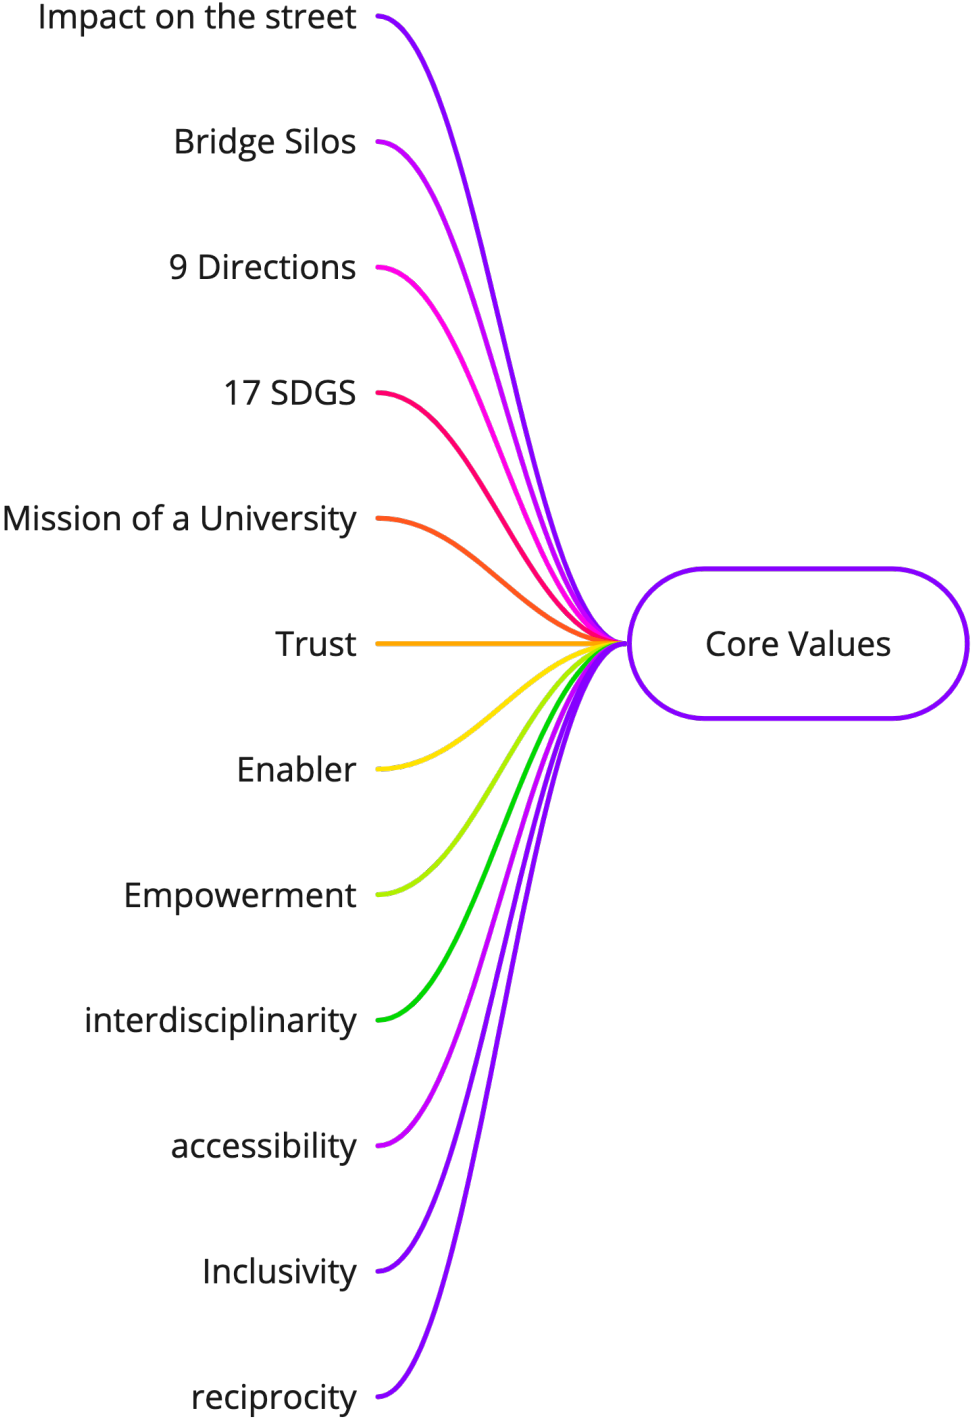 Impact on the street
Bridge Silos
9 Directions
17 SDGS
Mission of a University
Trust
Core Values
Enabler
Empowerment
interdisciplinarity
accessibility
Inclusivity
reciprocity